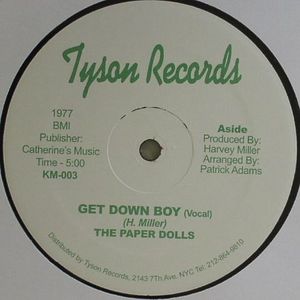 Tyson Records
1977
BMI
Publisher:
Catherine's Music
Time - 5:00
KM-003
Aside
Produced By:
Harvey Miller
Arranged By:
Patrick Adams
GET DOWN BOY (Vocal)
(H. Miller)
THE PAPER DOLLS
Distributed by Tyson Records, 2143 7Th Ave. NYC Tel. 212-864-9610